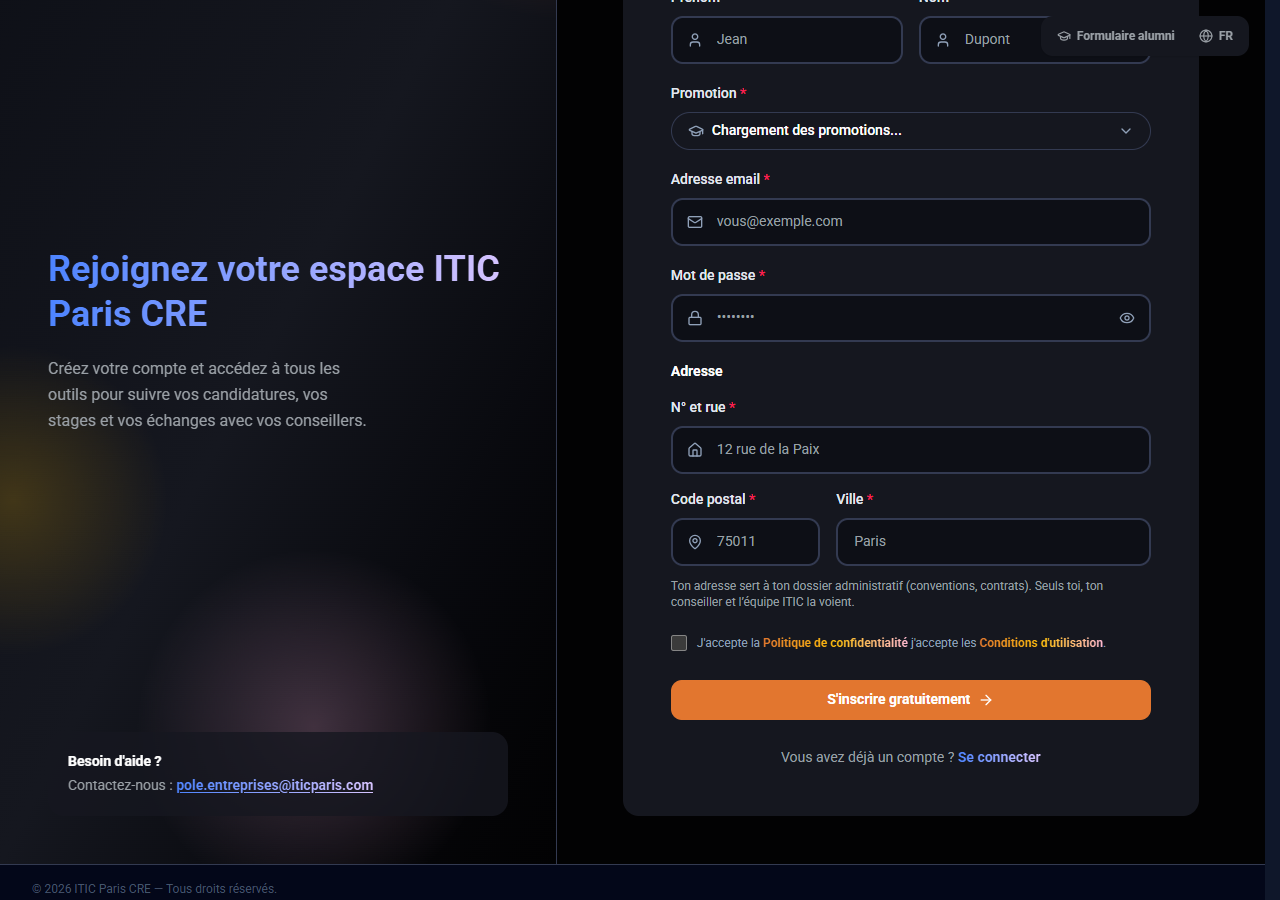 Formulaire alumni
FR
Jean
Dupont
Promotion *
Chargement des promotions...
Adresse email *
vous@exemple.com
Mot de passe *
••••••••
Adresse
N° et rue *
12 rue de la Paix
Code postal *
Ville *
75011
Paris
Ton adresse sert à ton dossier administratif (conventions, contrats). Seuls toi, ton
conseiller et l'équipe ITIC la voient.
J'accepte la Politique de confidentialité j'accepte les Conditions d'utilisation.
S'inscrire gratuitement
Vous avez déjà un compte ? Se connecter
Rejoignez votre espace ITIC
Paris CRE
Créez votre compte et accédez à tous les
outils pour suivre vos candidatures, vos
stages et vos échanges avec vos conseillers.
Besoin d'aide ?
Contactez-nous : pole.entreprises@iticparis.com
© 2026 ITIC Paris CRE — Tous droits réservés.